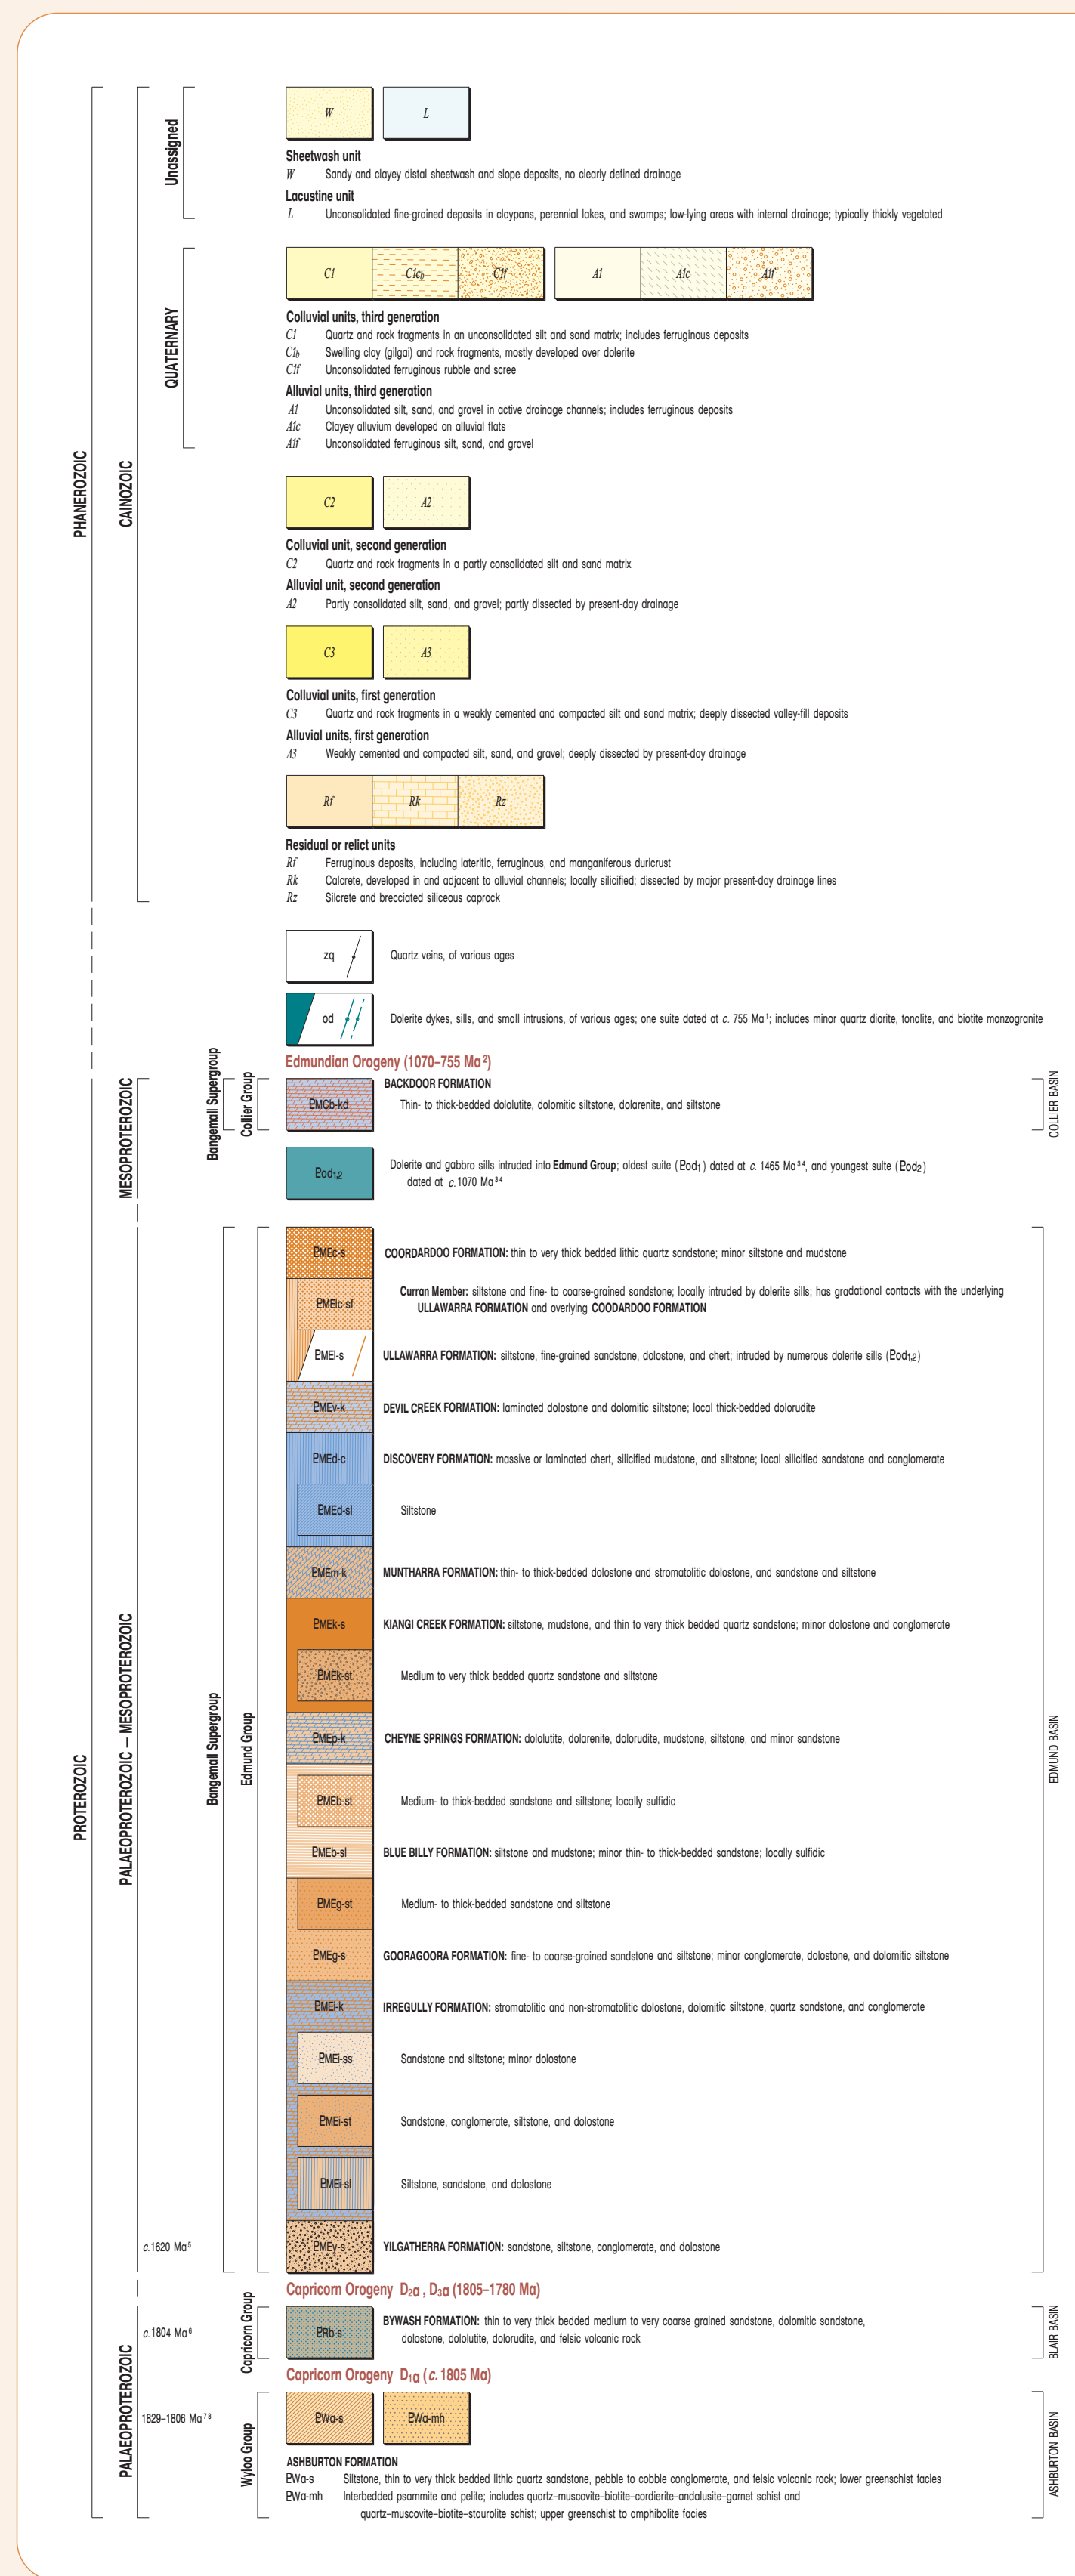 PHANEROZOIC
CAINOZOIC
Unassigned
W
L
Sheetwash unit
W Sandy and clayey distal sheetwash and slope deposits, no clearly defined drainage
Lacustine unit
L Unconsolidated fine-grained deposits in claypans, perennial lakes, and swamps; low-lying areas with internal drainage; typically thickly vegetated
QUATERNARY
C1 C1cb C1f A1 A1c A1f
Colluvial units, third generation
C1 Quartz and rock fragments in an unconsolidated silt and sand matrix; includes ferruginous deposits
C1b Swelling clay (gilgai) and rock fragments, mostly developed over dolerite
C1f Unconsolidated ferruginous rubble and scree
Alluvial units, third generation
A1 Unconsolidated silt, sand, and gravel in active drainage channels; includes ferruginous deposits
A1c Clayey alluvium developed on alluvial flats
A1f Unconsolidated ferruginous silt, sand, and gravel
C2 A2
Colluvial unit, second generation
C2 Quartz and rock fragments in a partly consolidated silt and sand matrix
Alluvial unit, second generation
A2 Partly consolidated silt, sand, and gravel; partly dissected by present-day drainage
C3 A3
Colluvial units, first generation
C3 Quartz and rock fragments in a weakly cemented and compacted silt and sand matrix; deeply dissected valley-fill deposits
Alluvial units, first generation
A3 Weakly cemented and compacted silt, sand, and gravel; deeply dissected by present-day drainage
Rf Rk Rz
Residual or relict units
Rf Ferruginous deposits, including lateritic, ferruginous, and manganiferous duricrust
Rk Calcrete, developed in and adjacent to alluvial channels; locally silicified; dissected by major present-day drainage lines
Rz Silcrete and brecciated siliceous caprock
zq Quartz veins, of various ages
od Dolerite dykes, sills, and small intrusions, of various ages; one suite dated at c. 755 Ma¹; includes minor quartz diorite, tonalite, and biotite monzogranite
Edmundian Orogeny (1070–755 Ma²)
PROTEROZOIC
MESOPROTEROZOIC
Bangemall Supergroup
Collier Group
BACKDOOR FORMATION
PMCb-kd Thin- to thick-bedded dololutite, dolomitic siltstone, dolarenite, and siltstone
COLLIER BASIN
Pod1,2 Dolerite and gabbro sills intruded into Edmund Group; oldest suite (Pod1) dated at c. 1465 Ma³ ⁴, and youngest suite (Pod2)
dated at c.1070 Ma³ ⁴
PALAEOPROTEROZOIC – MESOPROTEROZOIC
Bangemall Supergroup
Edmund Group
EDMUND BASIN
PMEc-s COORDARDOO FORMATION: thin to very thick bedded lithic quartz sandstone; minor siltstone and mudstone
PMElc-sf Curran Member: siltstone and fine- to coarse-grained sandstone; locally intruded by dolerite sills; has gradational contacts with the underlying
ULLAWARRA FORMATION and overlying COODARDOO FORMATION
PMEl-s ULLAWARRA FORMATION: siltstone, fine-grained sandstone, dolostone, and chert; intruded by numerous dolerite sills (Pod1,2)
PMEv-k DEVIL CREEK FORMATION: laminated dolostone and dolomitic siltstone; local thick-bedded dolorudite
PMEd-c DISCOVERY FORMATION: massive or laminated chert, silicified mudstone, and siltstone; local silicified sandstone and conglomerate
PMEd-sl Siltstone
PMEm-k MUNTHARRA FORMATION: thin- to thick-bedded dolostone and stromatolitic dolostone, and sandstone and siltstone
PMEk-s KIANGI CREEK FORMATION: siltstone, mudstone, and thin to very thick bedded quartz sandstone; minor dolostone and conglomerate
PMEk-st Medium to very thick bedded quartz sandstone and siltstone
PMEp-k CHEYNE SPRINGS FORMATION: dololutite, dolarenite, dolorudite, mudstone, siltstone, and minor sandstone
PMEb-st Medium- to thick-bedded sandstone and siltstone; locally sulfidic
PMEb-sl BLUE BILLY FORMATION: siltstone and mudstone; minor thin- to thick-bedded sandstone; locally sulfidic
PMEg-st Medium- to thick-bedded sandstone and siltstone
PMEg-s GOORAGOORA FORMATION: fine- to coarse-grained sandstone and siltstone; minor conglomerate, dolostone, and dolomitic siltstone
PMEi-k IRREGULLY FORMATION: stromatolitic and non-stromatolitic dolostone, dolomitic siltstone, quartz sandstone, and conglomerate
PMEi-ss Sandstone and siltstone; minor dolostone
PMEi-st Sandstone, conglomerate, siltstone, and dolostone
PMEi-sl Siltstone, sandstone, and dolostone
c.1620 Ma⁵ PMEy-s YILGATHERRA FORMATION: sandstone, siltstone, conglomerate, and dolostone
Capricorn Orogeny D2a , D3a (1805–1780 Ma)
PALAEOPROTEROZOIC
Capricorn Group
c.1804 Ma⁶ PRb-s BYWASH FORMATION: thin to very thick bedded medium to very coarse grained sandstone, dolomitic sandstone,
dolostone, dololutite, dolorudite, and felsic volcanic rock
BLAIR BASIN
Capricorn Orogeny D1a (c. 1805 Ma)
Wyloo Group
1829–1806 Ma⁷ ⁸ PWa-s PWa-mh
ASHBURTON BASIN
ASHBURTON FORMATION
PWa-s Siltstone, thin to very thick bedded lithic quartz sandstone, pebble to cobble conglomerate, and felsic volcanic rock; lower greenschist facies
PWa-mh Interbedded psammite and pelite; includes quartz–muscovite–biotite–cordierite–andalusite–garnet schist and
quartz–muscovite–biotite–staurolite schist; upper greenschist to amphibolite facies